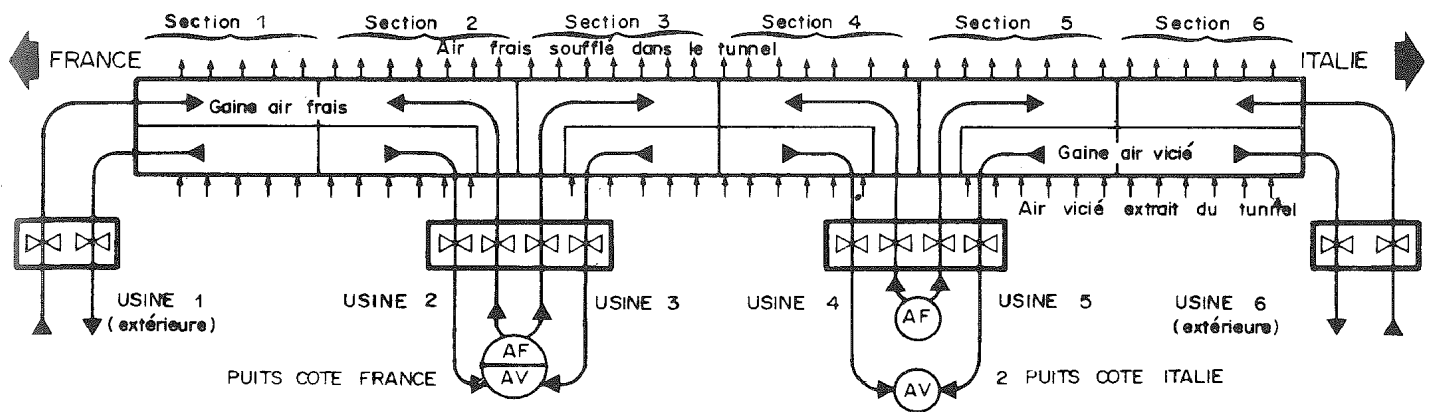 Section 1
Section 2
Section 3
Section 4
Section 5
Section 6
Air frais soufflé dans le tunnel
FRANCE
ITALIE
Gaine air frais
Gaine air vicié
Air vicié extrait du tunnel
USINE 1
(extérieure)
USINE 2
USINE 3
USINE 4
USINE 5
USINE 6
(extérieure)
AF
AV
AF
AV
PUITS COTE FRANCE
2 PUITS COTE ITALIE